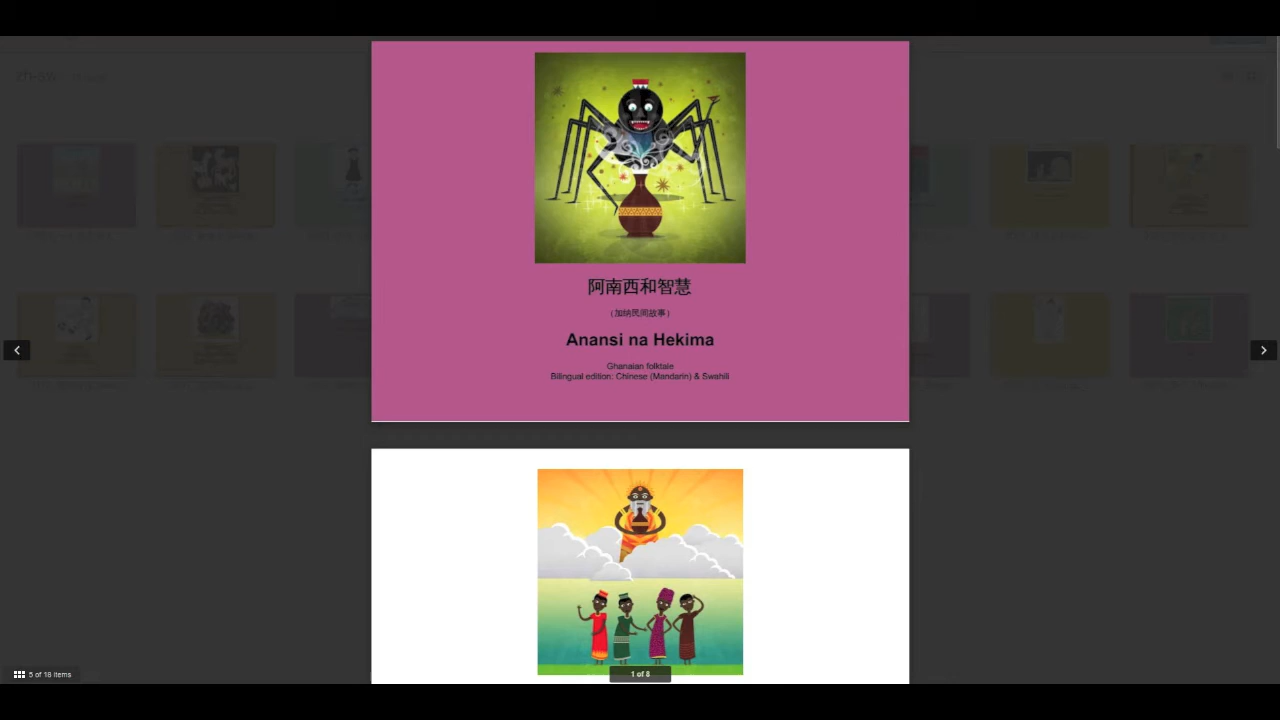 阿南西和智慧
（加纳民间故事）
Anansi na Hekima
Ghanaian folktale
Bilingual edition: Chinese (Mandarin) & Swahili
5 of 18 items
1 of 8